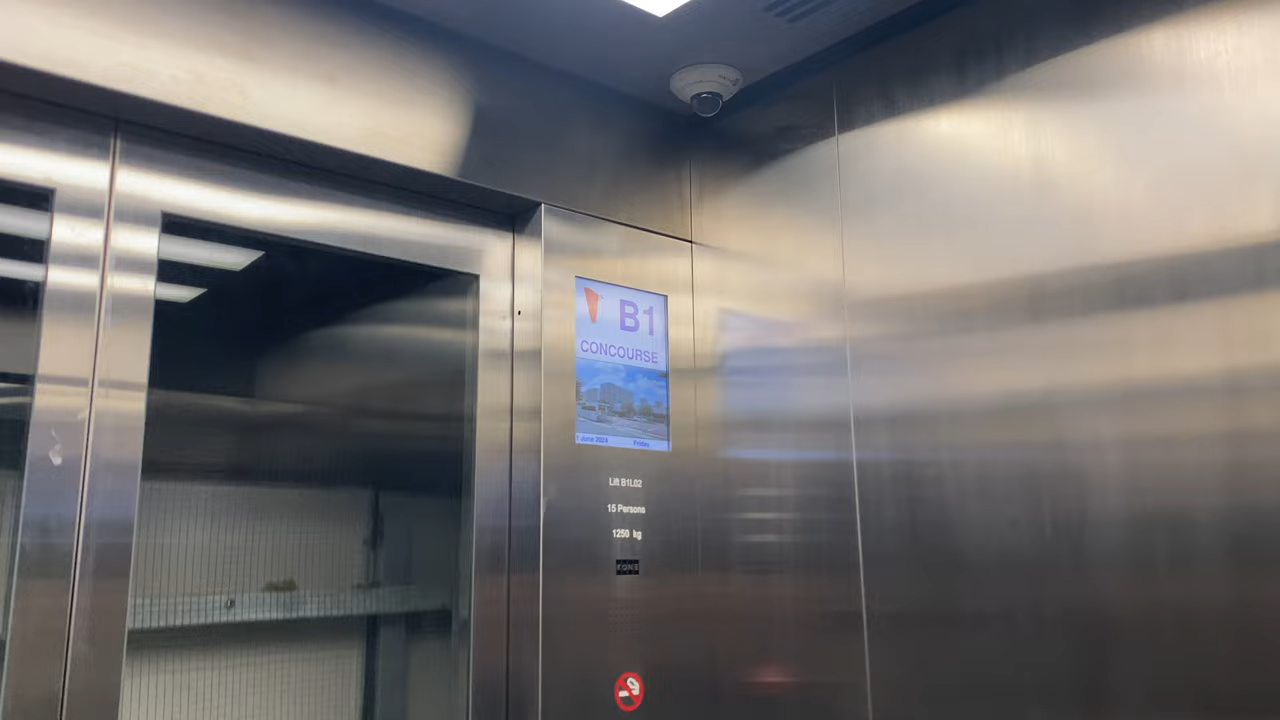 B1
CONCOURSE
June 2024 Friday
Lift B1L02
15 Persons
1250 kg
KONE